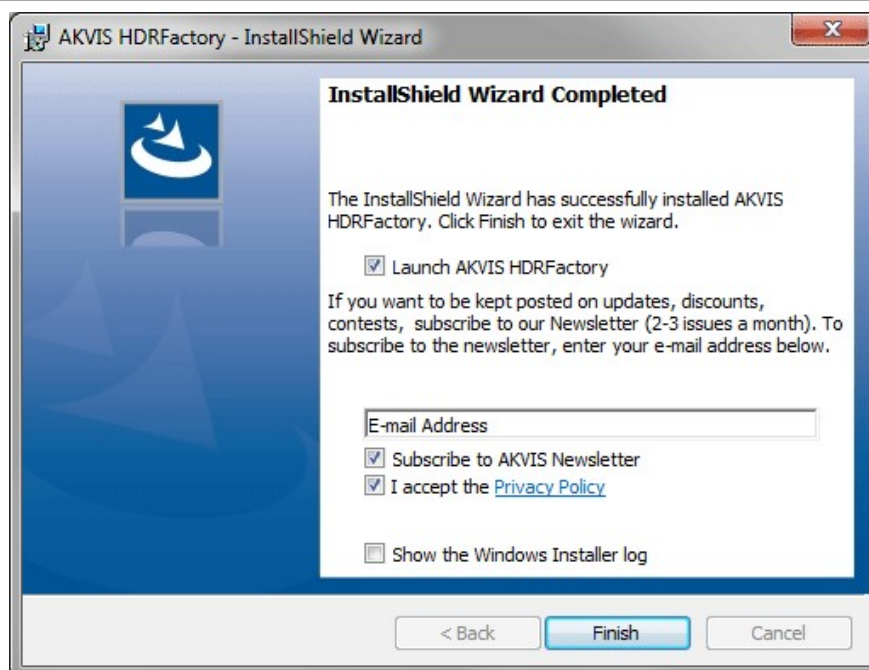 AKVIS HDRFactory - InstallShield Wizard
InstallShield Wizard Completed
The InstallShield Wizard has successfully installed AKVIS
HDRFactory. Click Finish to exit the wizard.
Launch AKVIS HDRFactory
If you want to be kept posted on updates, discounts,
contests,  subscribe to our Newsletter (2-3 issues a month). To
subscribe to the newsletter, enter your e-mail address below.
E-mail Address
Subscribe to AKVIS Newsletter
I accept the Privacy Policy
Show the Windows Installer log
< Back Finish Cancel